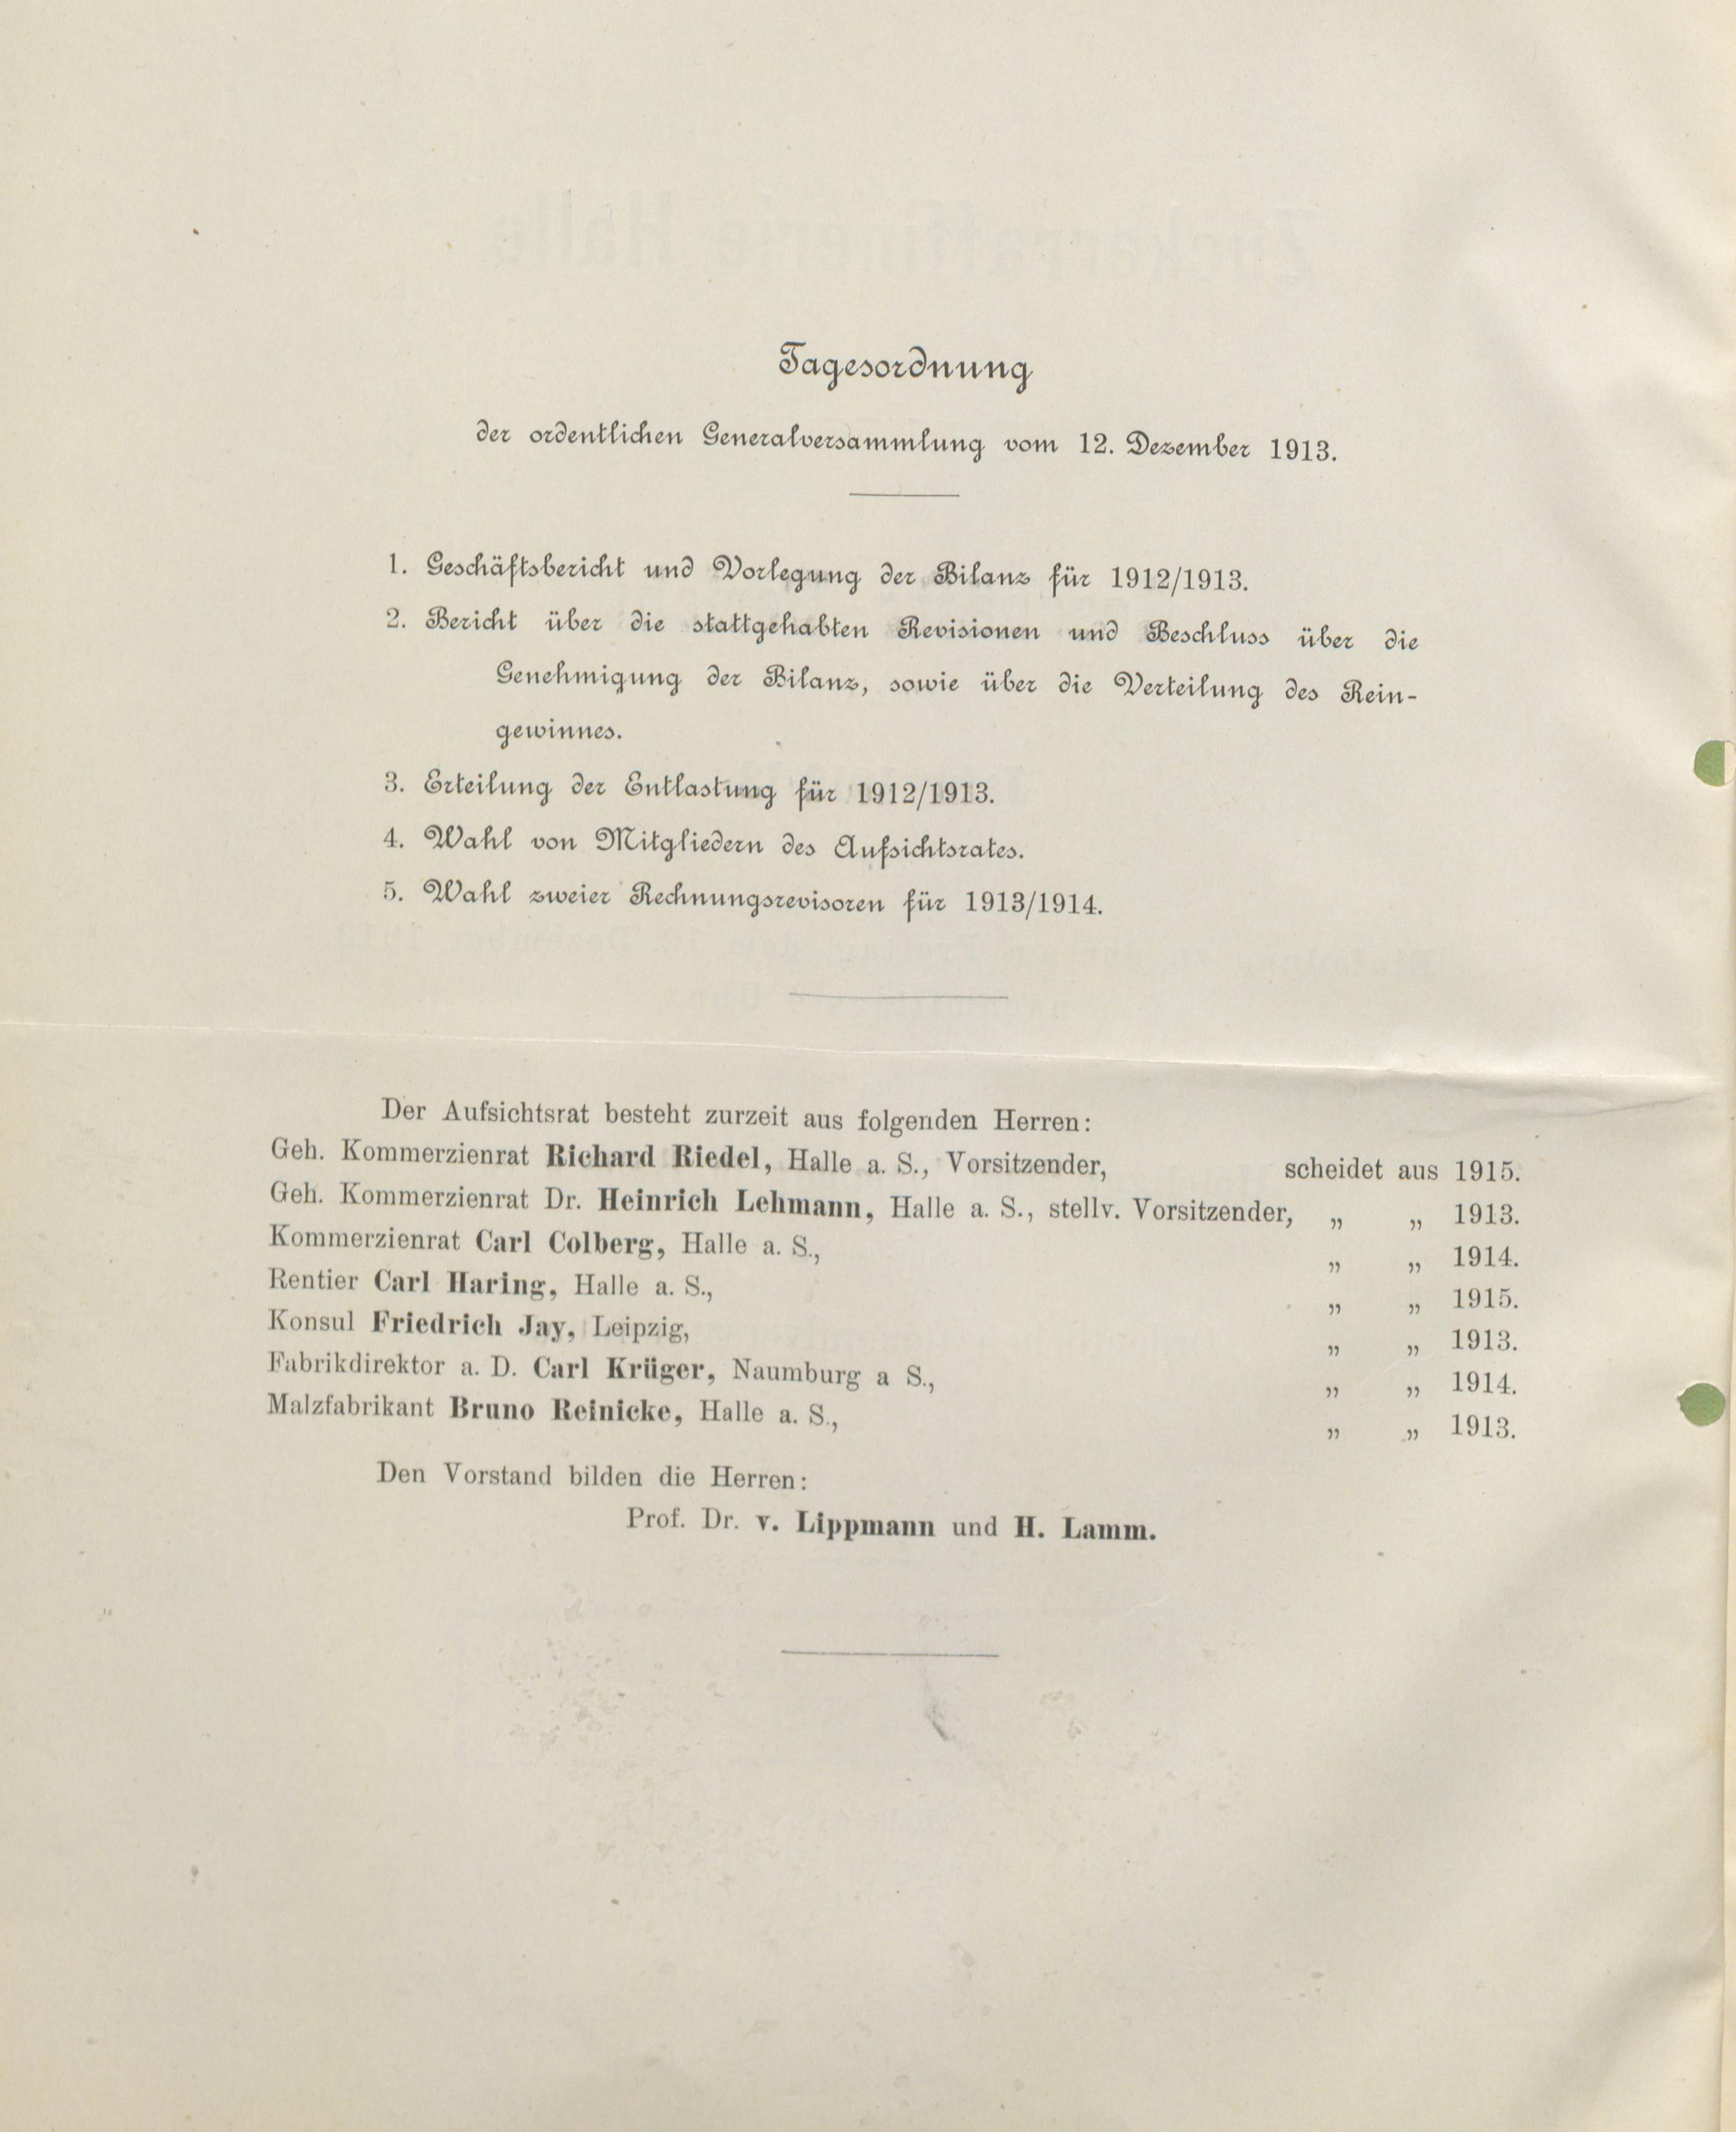 Tagesordnung
der ordentlichen Generalversammlung vom 12. Dezember 1913.
1. Geschäftsbericht und Vorlegung der Bilanz für 1912/1913.
2. Bericht über die stattgehabten Revisionen und Beschluss über die
Genehmigung der Bilanz, sowie über die Verteilung des Rein-
gewinnes.
3. Erteilung der Entlastung für 1912/1913.
4. Wahl von Mitgliedern des Aufsichtsrates.
5. Wahl zweier Rechnungsrevisoren für 1913/1914.
Der Aufsichtsrat besteht zurzeit aus folgenden Herren:
Geh. Kommerzienrat Richard Riedel, Halle a. S., Vorsitzender, scheidet aus 1915.
Geh. Kommerzienrat Dr. Heinrich Lehmann, Halle a. S., stellv. Vorsitzender, „ „ 1913.
Kommerzienrat Carl Colberg, Halle a. S., „ „ 1914.
Rentier Carl Haring, Halle a. S., „ „ 1915.
Konsul Friedrich Jay, Leipzig, „ „ 1913.
Fabrikdirektor a. D. Carl Krüger, Naumburg a S., „ „ 1914.
Malzfabrikant Bruno Reinicke, Halle a. S., „ „ 1913.
Den Vorstand bilden die Herren:
Prof. Dr. v. Lippmann und H. Lamm.